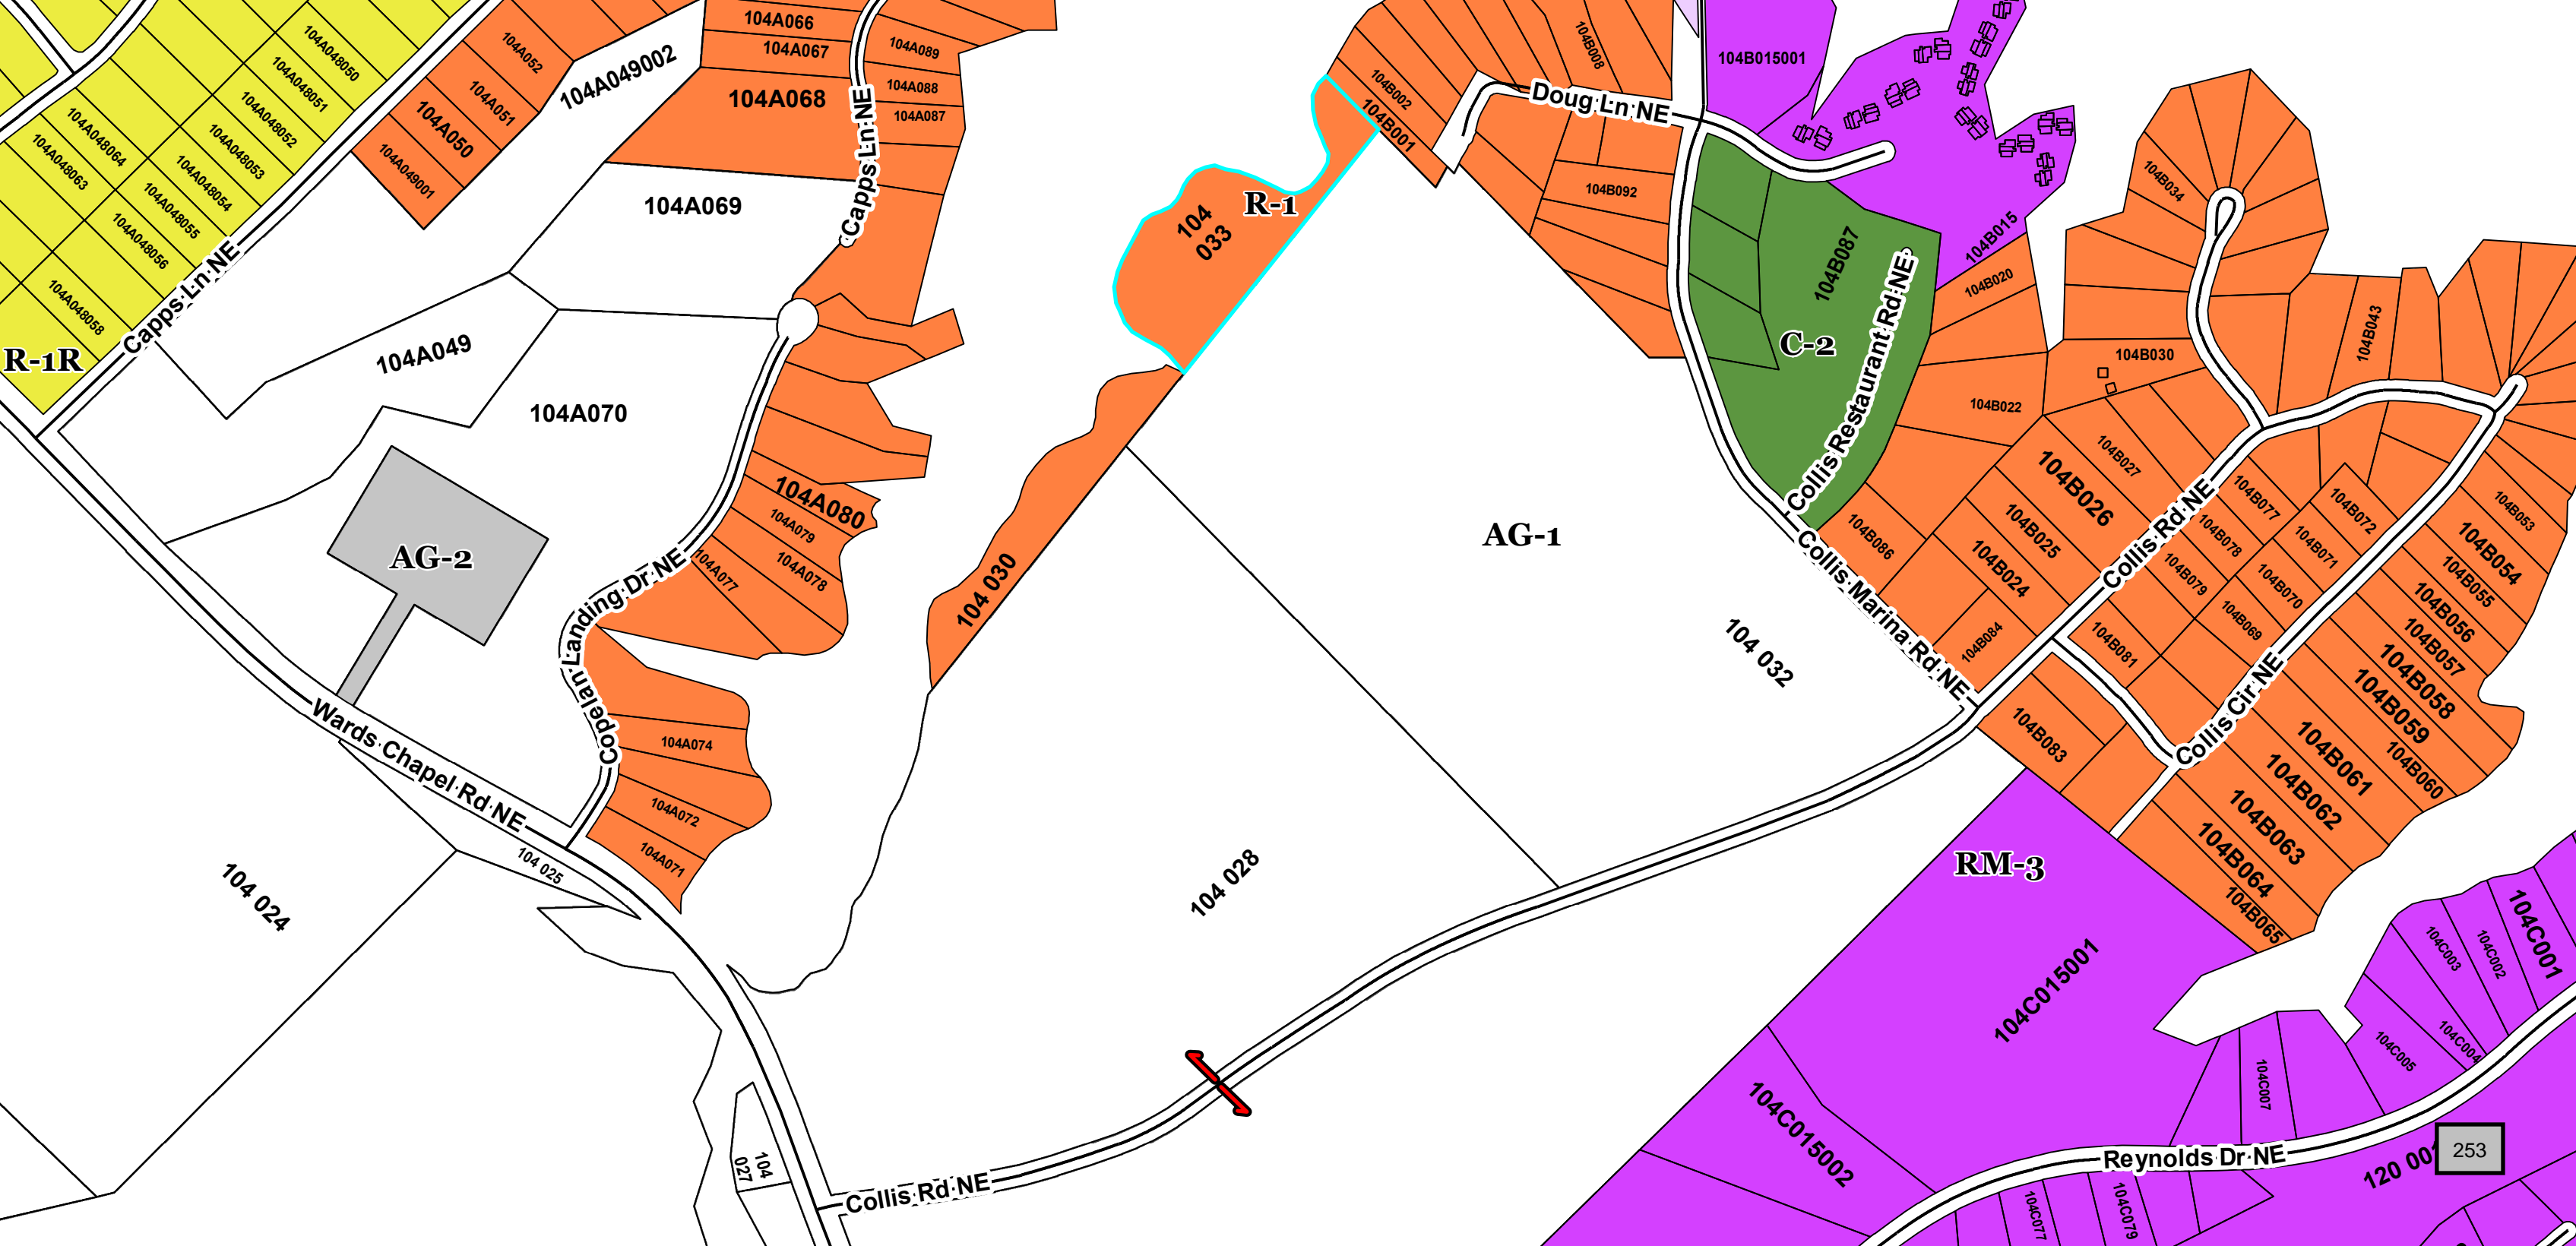 104A066
104A067
104A068
104A089
104A088
104A087
104A049002
104A052
104A051
104A050
104A049001
104A048050
104A048051
104A048052
104A048053
104A048054
104A048055
104A048056
104A048064
104A048063
104A048058
R-1R
Capps Ln NE
Capps Ln NE
104A069
104A049
104A070
AG-2
104A080
104A079
104A078
104A077
Copelan Landing Dr NE
104A074
104A072
104A071
Wards Chapel Rd NE
104 025
104 024
104
027
Collis Rd NE
104 028
104 030
104
033
R-1
104B002
104B001
104B008
Doug Ln NE
104B092
104B015001
104B015
104B087
C-2
Collis Restaurant Rd NE
104B020
104B022
104B034
104B030
104B043
AG-1
104 032
Collis Marina Rd NE
104B086
104B084
104B024
104B025
104B026
104B027
Collis Rd NE
104B077
104B078
104B079
104B081
104B083
104B072
104B071
104B070
104B069
Collis Cir NE
104B053
104B054
104B055
104B056
104B057
104B058
104B059
104B060
104B061
104B062
104B063
104B064
104B065
RM-3
104C015001
104C015002
104C001
104C002
104C003
104C004
104C005
104C007
Reynolds Dr NE
104C077
104C079
120 00
253